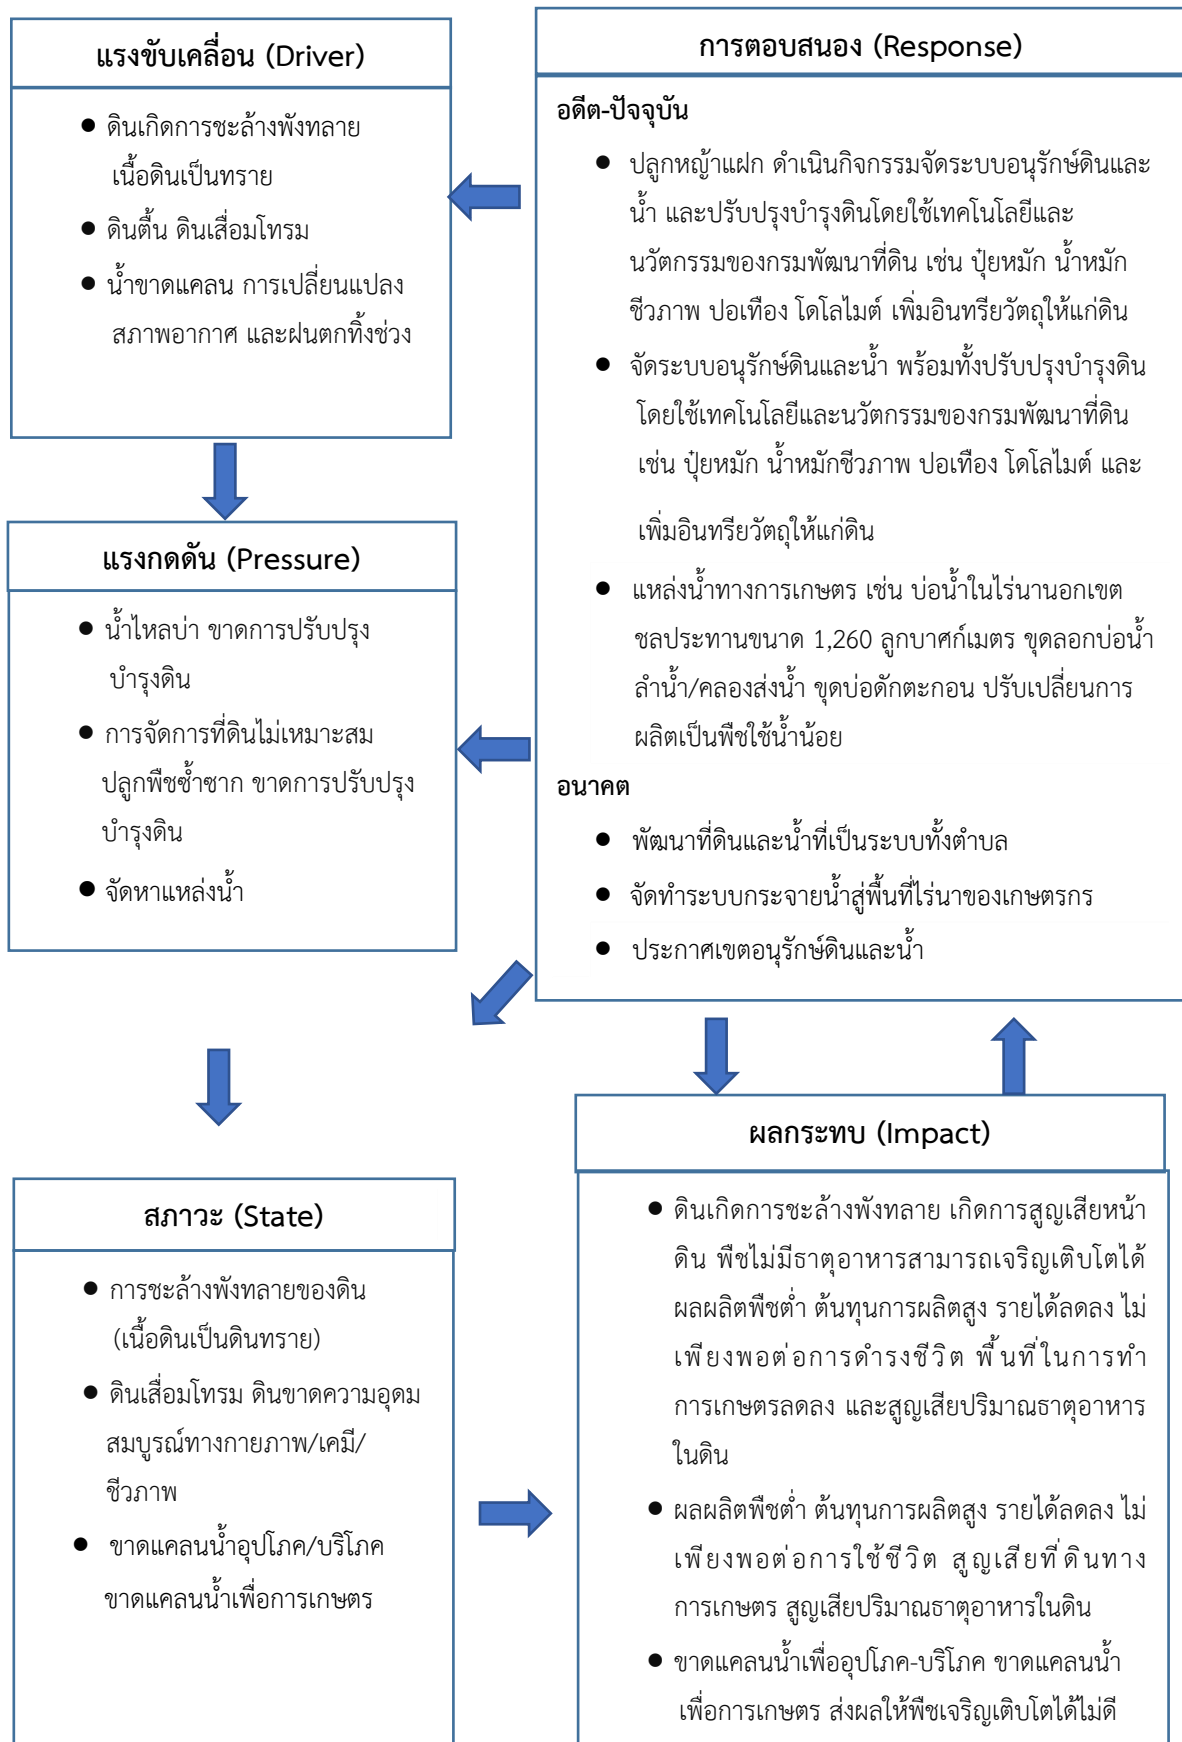 แรงขับเคลื่อน (Driver)
● ดินเกิดการชะล้างพังทลาย
เนื้อดินเป็นทราย
● ดินตื้น ดินเสื่อมโทรม
● น้ำขาดแคลน การเปลี่ยนแปลง
สภาพอากาศ และฝนตกทิ้งช่วง
แรงกดดัน (Pressure)
● น้ำไหลบ่า ขาดการปรับปรุง
บำรุงดิน
● การจัดการที่ดินไม่เหมาะสม
ปลูกพืชซ้ำซาก ขาดการปรับปรุง
บำรุงดิน
● จัดหาแหล่งน้ำ
การตอบสนอง (Response)
อดีต-ปัจจุบัน
● ปลูกหญ้าแฝก ดำเนินกิจกรรมจัดระบบอนุรักษ์ดินและ
น้ำ และปรับปรุงบำรุงดินโดยใช้เทคโนโลยีและ
นวัตกรรมของกรมพัฒนาที่ดิน เช่น ปุ๋ยหมัก น้ำหมัก
ชีวภาพ ปอเทือง โดโลไมต์ เพิ่มอินทรียวัตถุให้แก่ดิน
● จัดระบบอนุรักษ์ดินและน้ำ พร้อมทั้งปรับปรุงบำรุงดิน
โดยใช้เทคโนโลยีและนวัตกรรมของกรมพัฒนาที่ดิน
เช่น ปุ๋ยหมัก น้ำหมักชีวภาพ ปอเทือง โดโลไมต์ และ
เพิ่มอินทรียวัตถุให้แก่ดิน
● แหล่งน้ำทางการเกษตร เช่น บ่อน้ำในไร่นานอกเขต
ชลประทานขนาด 1,260 ลูกบาศก์เมตร ขุดลอกบ่อน้ำ
ลำน้ำ/คลองส่งน้ำ ขุดบ่อดักตะกอน ปรับเปลี่ยนการ
ผลิตเป็นพืชใช้น้ำน้อย
อนาคต
● พัฒนาที่ดินและน้ำที่เป็นระบบทั้งตำบล
● จัดทำระบบกระจายน้ำสู่พื้นที่ไร่นาของเกษตรกร
● ประกาศเขตอนุรักษ์ดินและน้ำ
สภาวะ (State)
● การชะล้างพังทลายของดิน
(เนื้อดินเป็นดินทราย)
● ดินเสื่อมโทรม ดินขาดความอุดม
สมบูรณ์ทางกายภาพ/เคมี/
ชีวภาพ
● ขาดแคลนน้ำอุปโภค/บริโภค
ขาดแคลนน้ำเพื่อการเกษตร
ผลกระทบ (Impact)
● ดินเกิดการชะล้างพังทลาย เกิดการสูญเสียหน้า
ดิน พืชไม่มีธาตุอาหารสามารถเจริญเติบโตได้
ผลผลิตพืชต่ำ ต้นทุนการผลิตสูง รายได้ลดลง ไม่
เพียงพอต่อการดำรงชีวิต พื้นที่ในการทำ
การเกษตรลดลง และสูญเสียปริมาณธาตุอาหาร
ในดิน
● ผลผลิตพืชต่ำ ต้นทุนการผลิตสูง รายได้ลดลง ไม่
เพียงพอต่อการใช้ชีวิต สูญเสียที่ดินทาง
การเกษตร สูญเสียปริมาณธาตุอาหารในดิน
● ขาดแคลนน้ำเพื่ออุปโภค-บริโภค ขาดแคลนน้ำ
เพื่อการเกษตร ส่งผลให้พืชเจริญเติบโตได้ไม่ดี